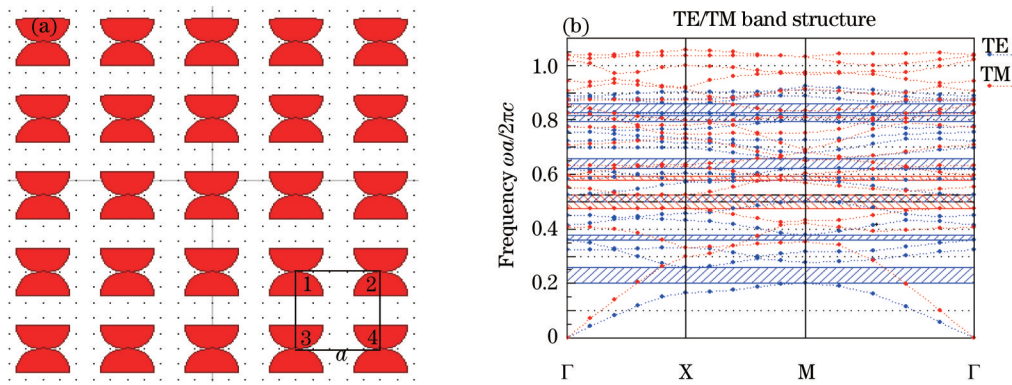 (a)
1 2
3 4
a
(b)
TE/TM band structure
Frequency ωa/2πc
1.0
0.8
0.6
0.4
0.2
0
Γ X M Γ
TE
TM